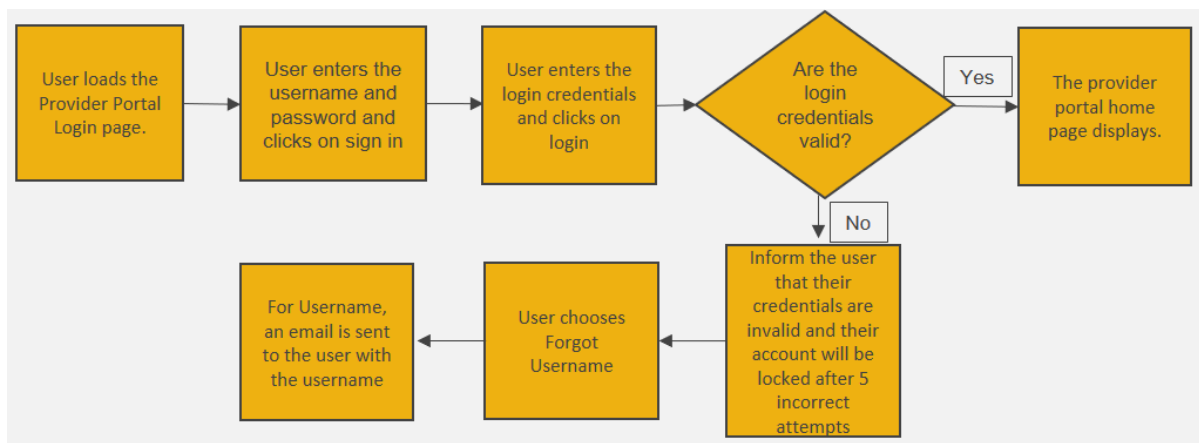 User loads the
Provider Portal
Login page.
User enters the
username and
password and
clicks on sign in
User enters the
login credentials
and clicks on
login
Are the
login
credentials
valid?
Yes
The provider
portal home
page displays.
No
Inform the user
that their
credentials are
invalid and their
account will be
locked after 5
incorrect
attempts
User chooses
Forgot
Username
For Username,
an email is sent
to the user with
the username